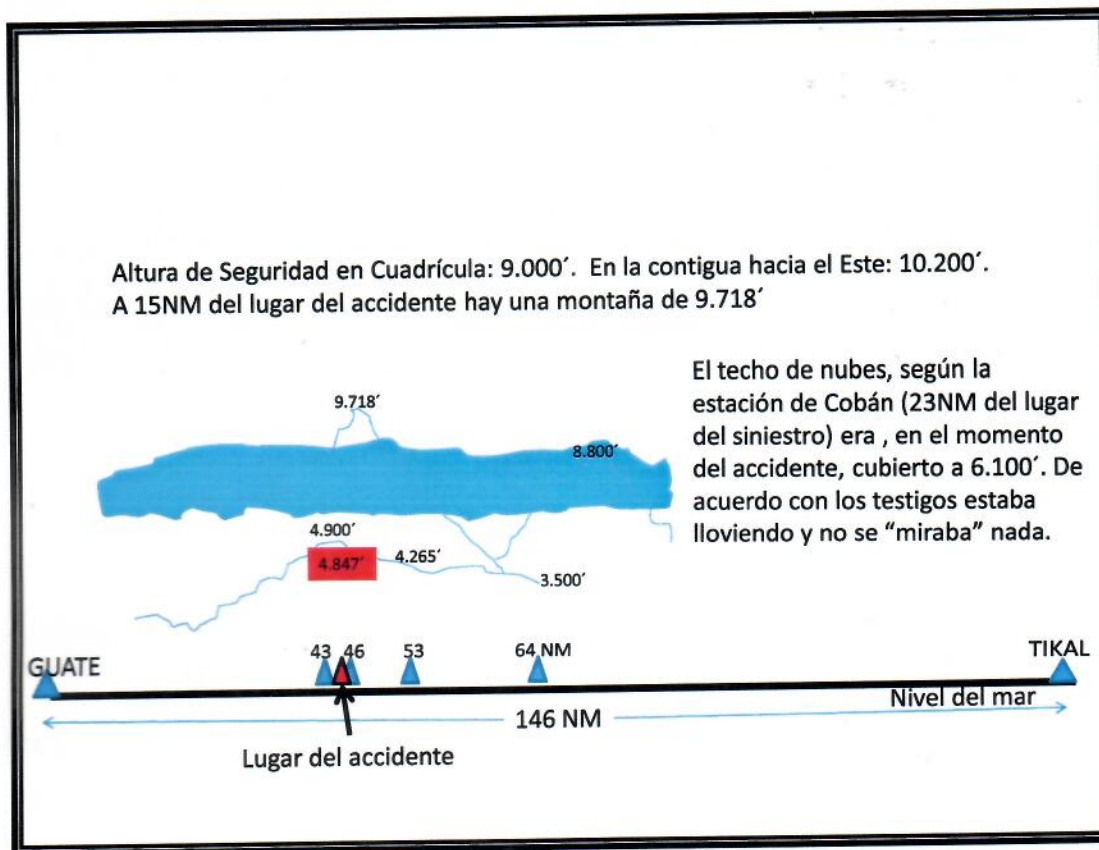 Altura de Seguridad en Cuadrícula: 9.000´. En la contigua hacia el Este: 10.200´.
A 15NM del lugar del accidente hay una montaña de 9.718´
El techo de nubes, según la
estación de Cobán (23NM del lugar
del siniestro) era , en el momento
del accidente, cubierto a 6.100´. De
acuerdo con los testigos estaba
lloviendo y no se “miraba” nada.
9.718´
8.800´
4.900´
4.847´
4.265´
3.500´
43
46
53
64 NM
GUATE
TIKAL
Nivel del mar
146 NM
Lugar del accidente